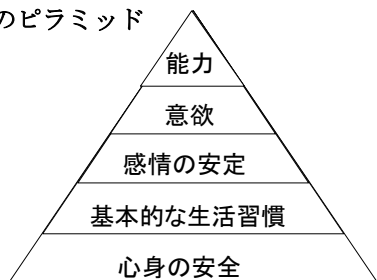 のピラミッド
能力
意欲
感情の安定
基本的な生活習慣
心身の安全